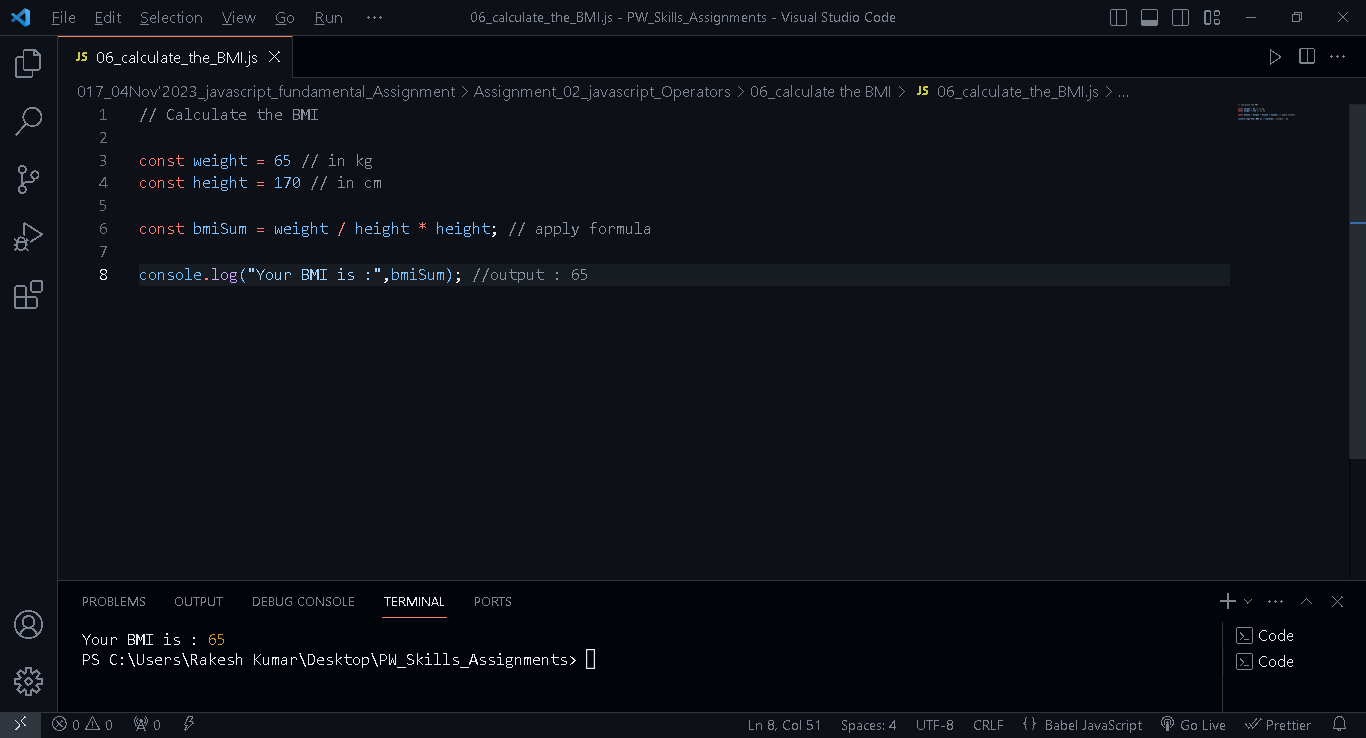 File Edit Selection View Go Run ··· 06_calculate_the_BMI.js - PW_Skills_Assignments - Visual Studio Code
JS 06_calculate_the_BMI.js
017_04Nov'2023_javascript_fundamental_Assignment > Assignment_02_javascript_Operators > 06_calculate the BMI > JS 06_calculate_the_BMI.js > ...
1 // Calculate the BMI
2
3 const weight = 65 // in kg
4 const height = 170 // in cm
5
6 const bmiSum = weight / height * height; // apply formula
7
8 console.log("Your BMI is :",bmiSum); //output : 65
PROBLEMS OUTPUT DEBUG CONSOLE TERMINAL PORTS
Your BMI is : 65
PS C:\Users\Rakesh Kumar\Desktop\PW_Skills_Assignments>
Code
Code
0 0 0 Ln 8, Col 51 Spaces: 4 UTF-8 CRLF {} Babel JavaScript Go Live Prettier